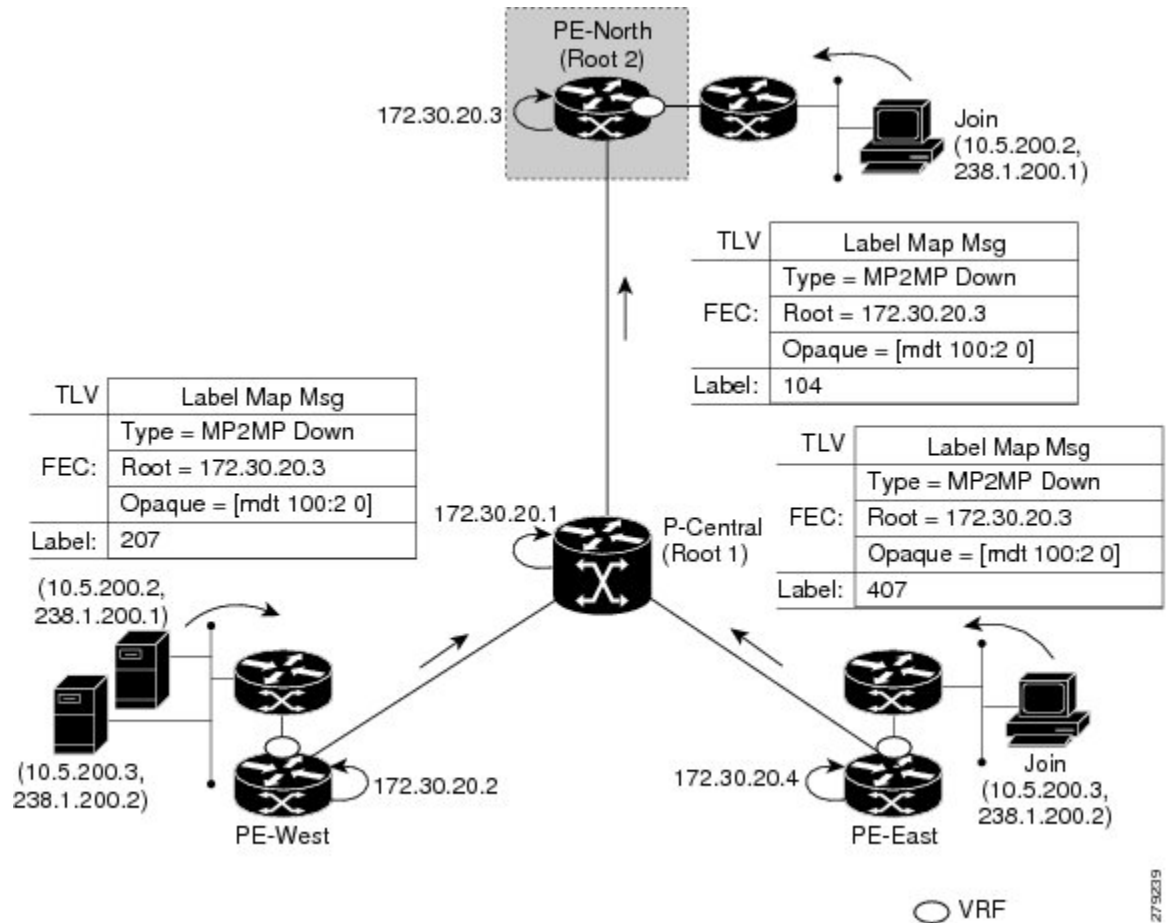 PE-North
(Root 2)
172.30.20.3
Join
(10.5.200.2,
238.1.200.1)
TLV Label Map Msg
Type = MP2MP Down
FEC: Root = 172.30.20.3
Opaque = [mdt 100:2 0]
Label: 104
TLV Label Map Msg
Type = MP2MP Down
FEC: Root = 172.30.20.3
Opaque = [mdt 100:2 0]
Label: 207
TLV Label Map Msg
Type = MP2MP Down
FEC: Root = 172.30.20.3
Opaque = [mdt 100:2 0]
Label: 407
172.30.20.1
P-Central
(Root 1)
(10.5.200.2,
238.1.200.1)
(10.5.200.3,
238.1.200.2)
172.30.20.2
PE-West
172.30.20.4
PE-East
Join
(10.5.200.3,
238.1.200.2)
VRF
279239